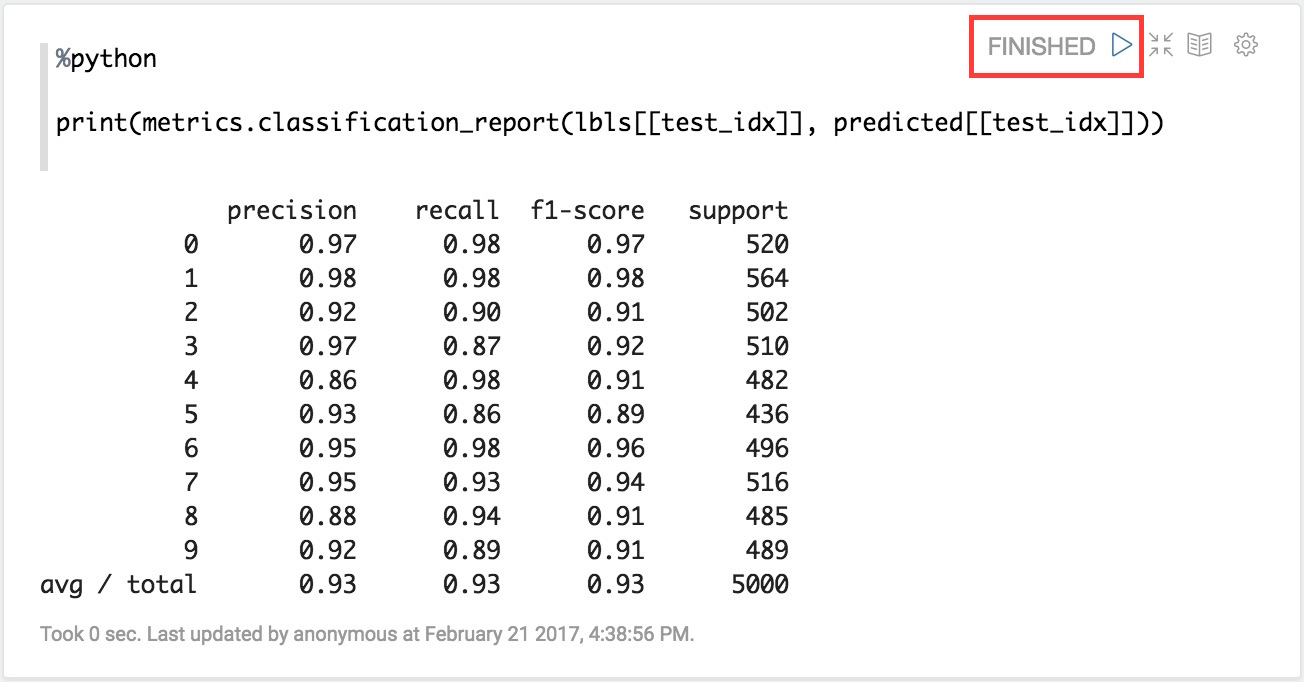 %python
FINISHED
print(metrics.classification_report(lbls[[test_idx]], predicted[[test_idx]]))
precision recall f1-score support
0 0.97 0.98 0.97 520
1 0.98 0.98 0.98 564
2 0.92 0.90 0.91 502
3 0.97 0.87 0.92 510
4 0.86 0.98 0.91 482
5 0.93 0.86 0.89 436
6 0.95 0.98 0.96 496
7 0.95 0.93 0.94 516
8 0.88 0.94 0.91 485
9 0.92 0.89 0.91 489
avg / total 0.93 0.93 0.93 5000
Took 0 sec. Last updated by anonymous at February 21 2017, 4:38:56 PM.